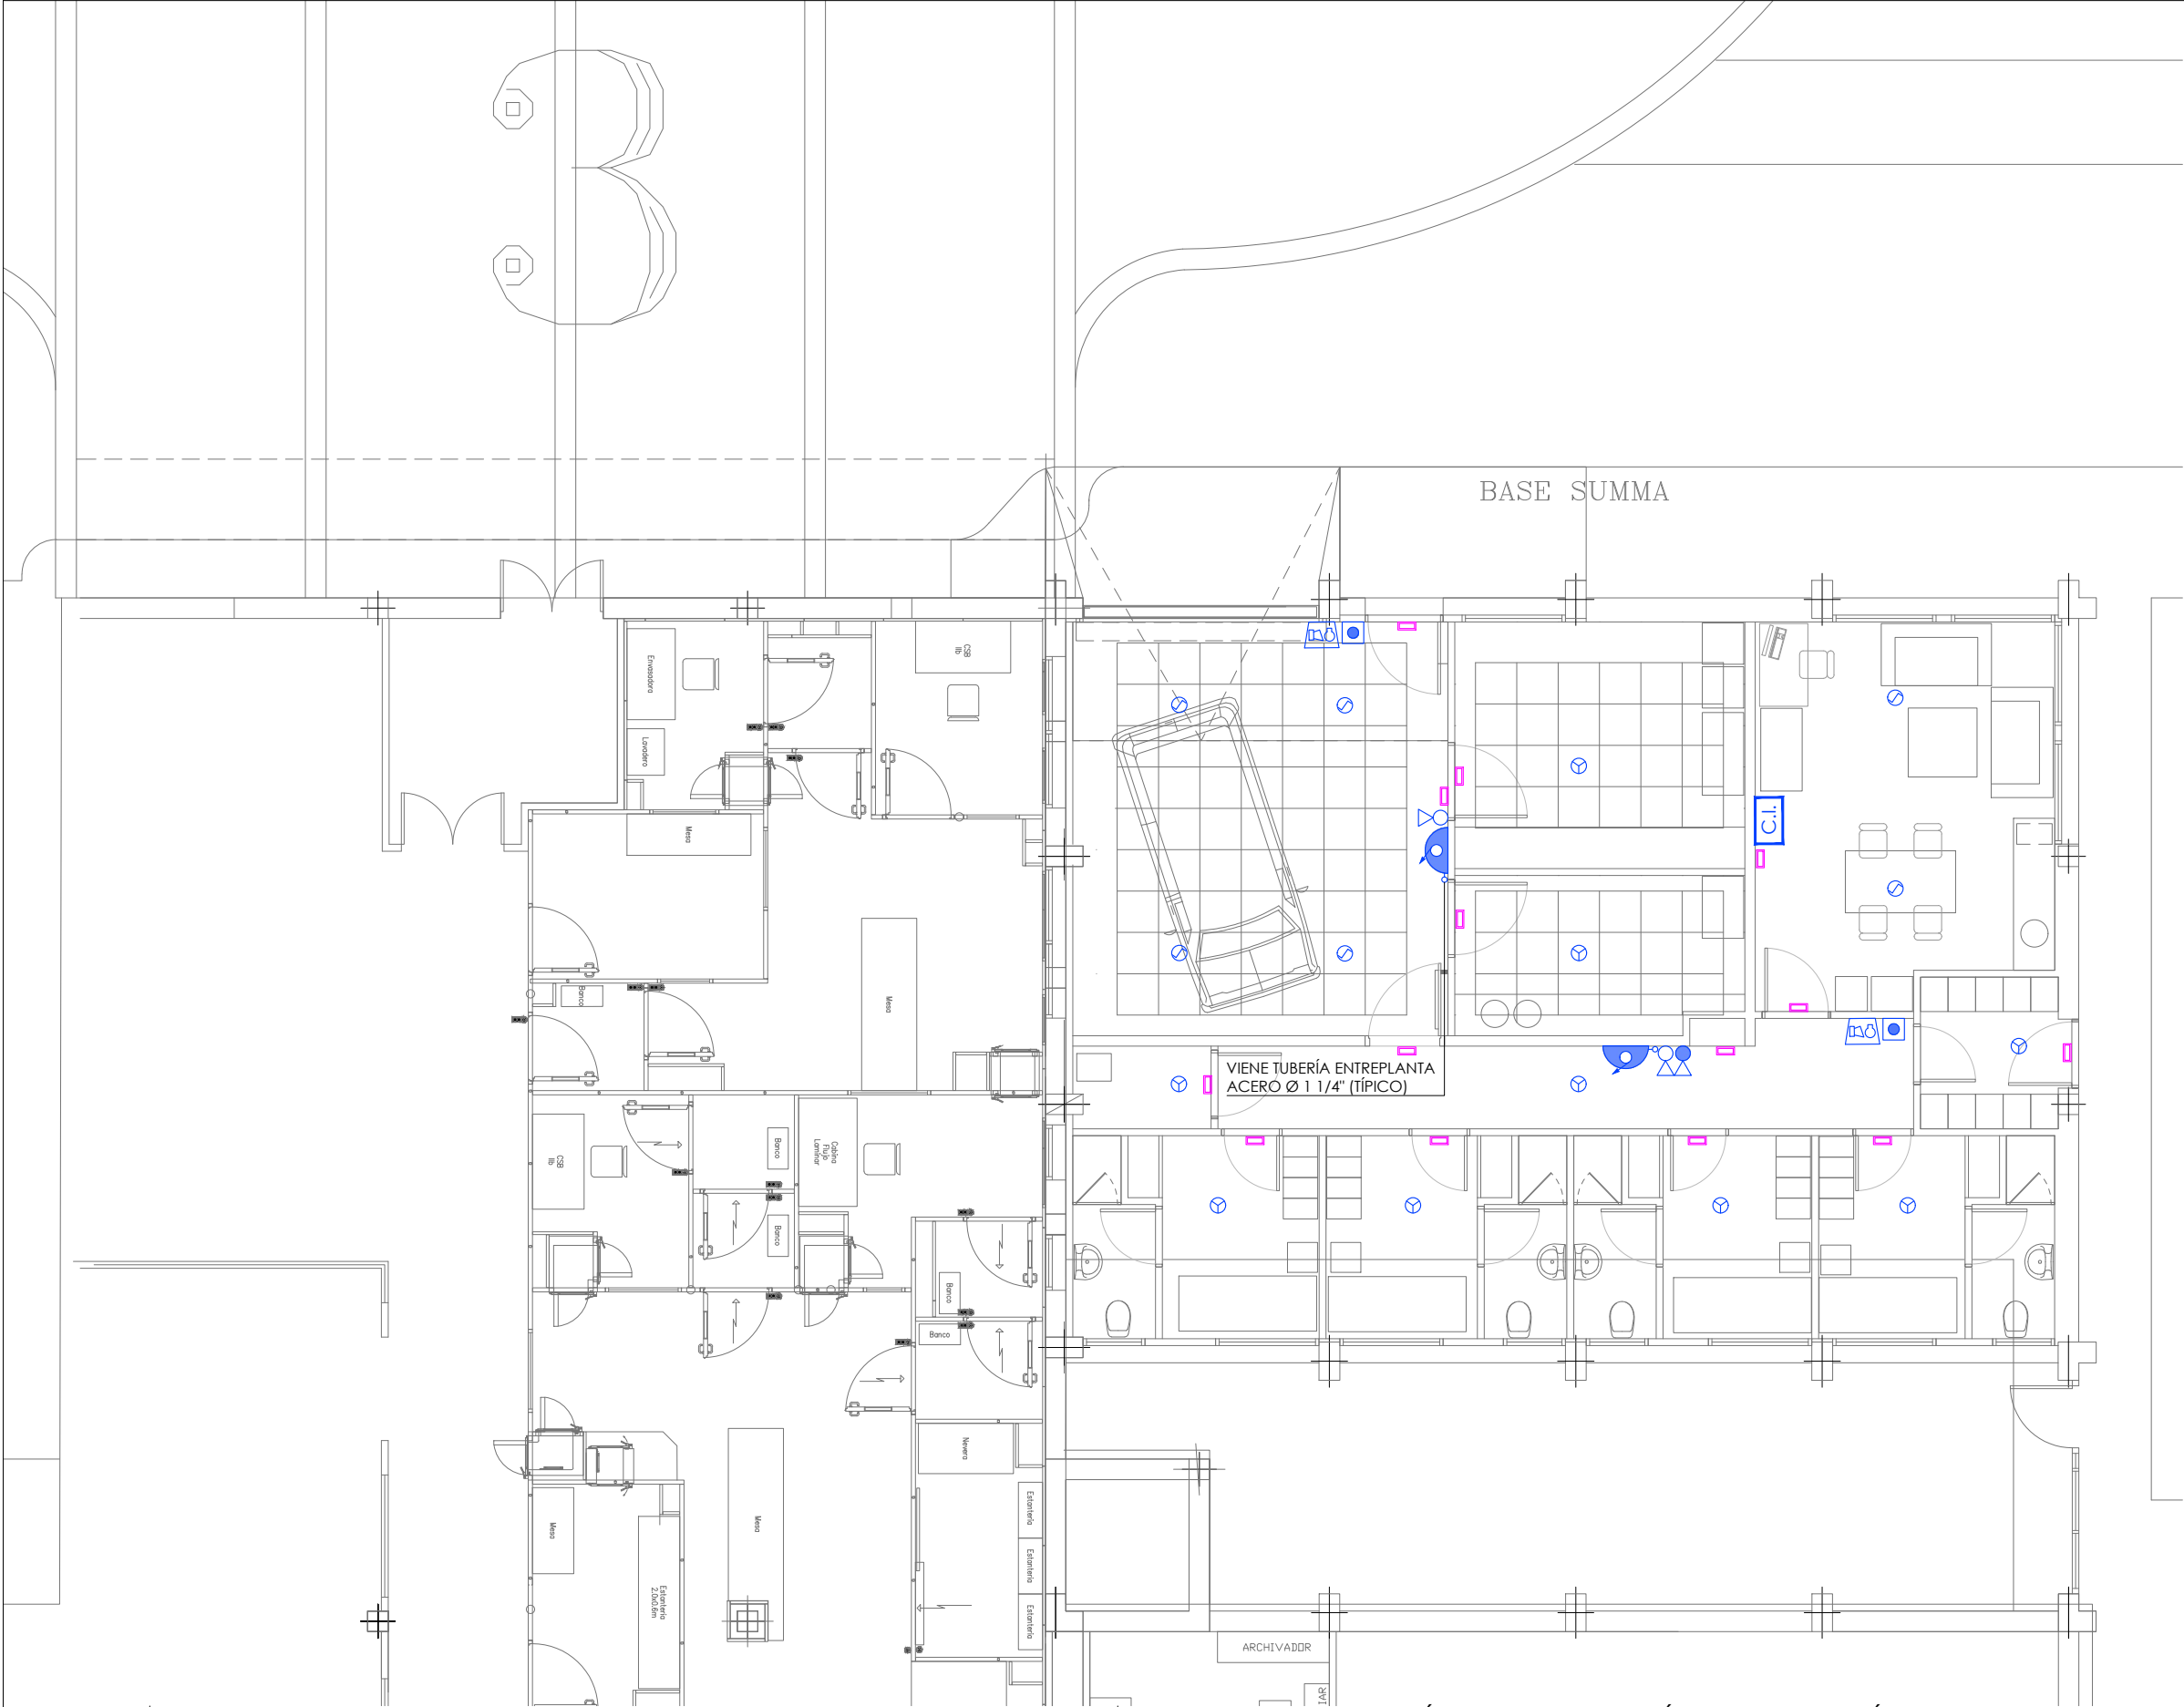 BASE SUMMA
Envasadora
CSB
IIb
Lavadero
C.I.
Mesa
Banco
Mesa
VIENE TUBERÍA ENTREPLANTA
ACERO Ø 1 1/4" (TÍPICO)
CSB
IIb
Banco
Cabina
Flujo
Laminar
Banco
Banco
Banco
Nevera
Mesa
Mesa
Estantería
Estantería
Estantería
Estantería
2.0x0.6m
ARCHIVADOR